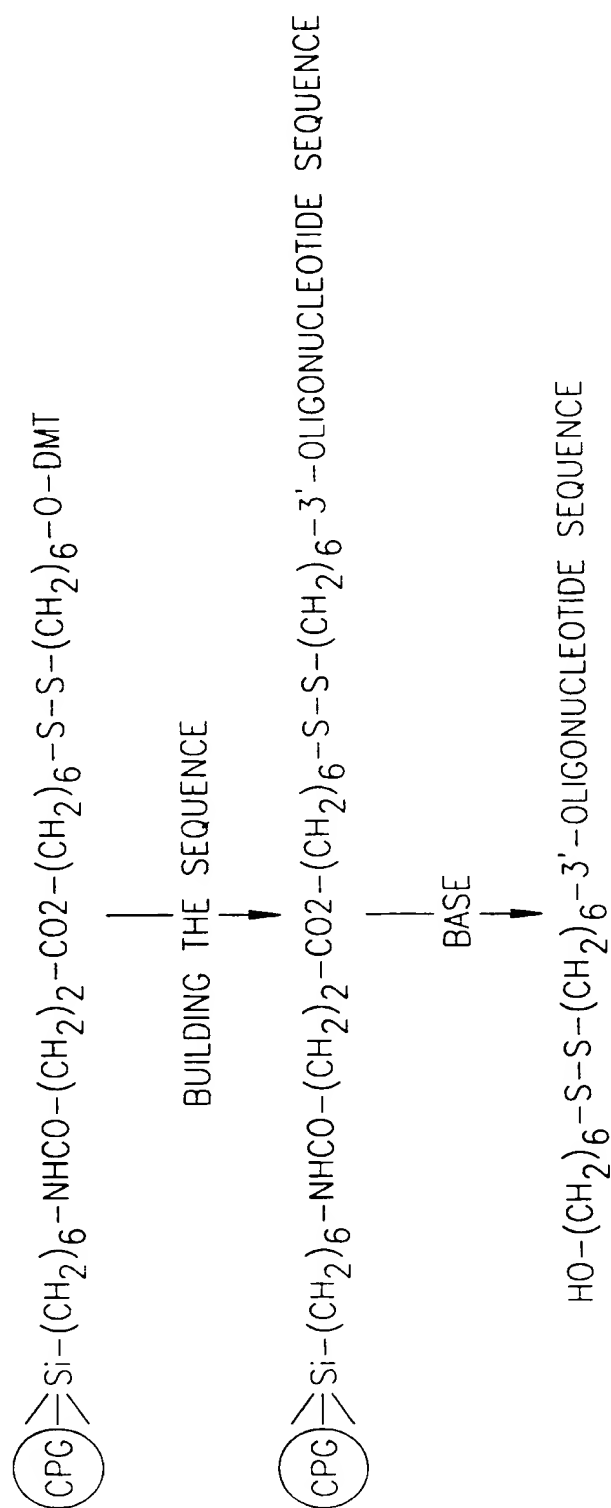 CPG Si-(CH2)6-NHCO-(CH2)2-CO2-(CH2)6-S-S-(CH2)6-O-DMT
BUILDING THE SEQUENCE
CPG Si-(CH2)6-NHCO-(CH2)2-CO2-(CH2)6-S-S-(CH2)6-3'-OLIGONUCLEOTIDE SEQUENCE
BASE
HO-(CH2)6-S-S-(CH2)6-3'-OLIGONUCLEOTIDE SEQUENCE